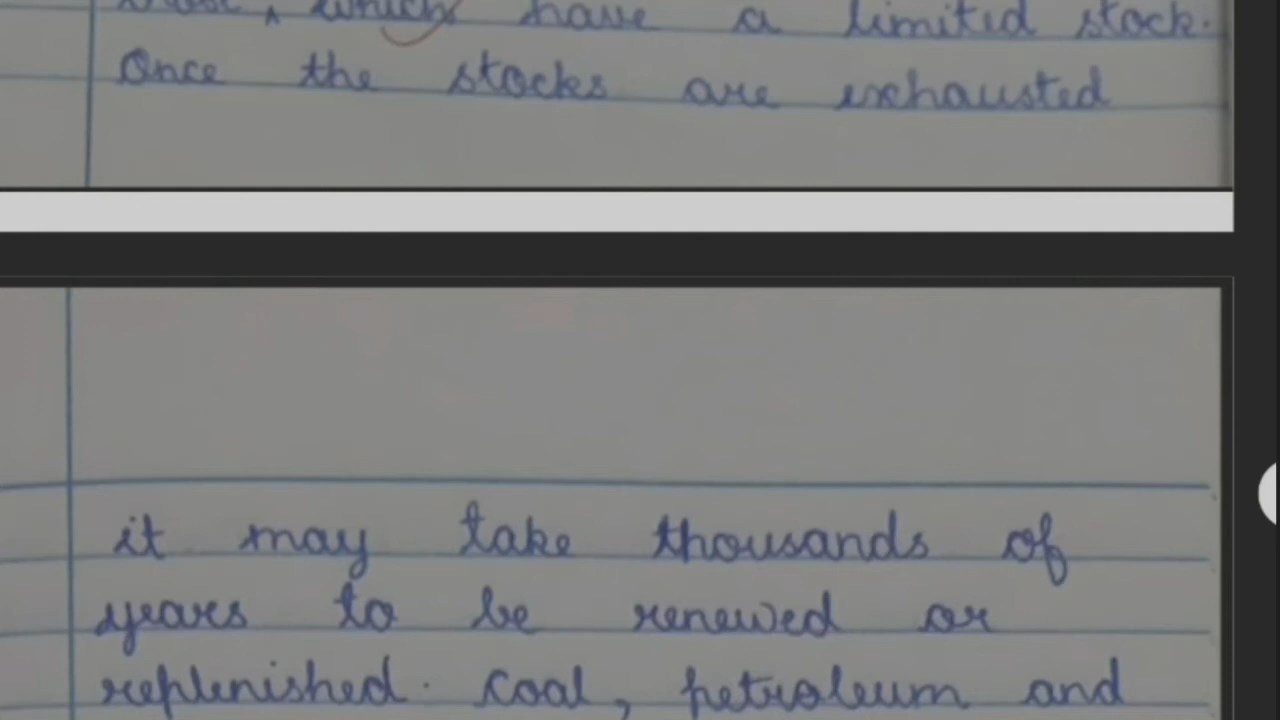 which have a limited stock.
Once the stocks are exhausted
it may take thousands of
years to be renewed or
replenished. Coal, petroleum and